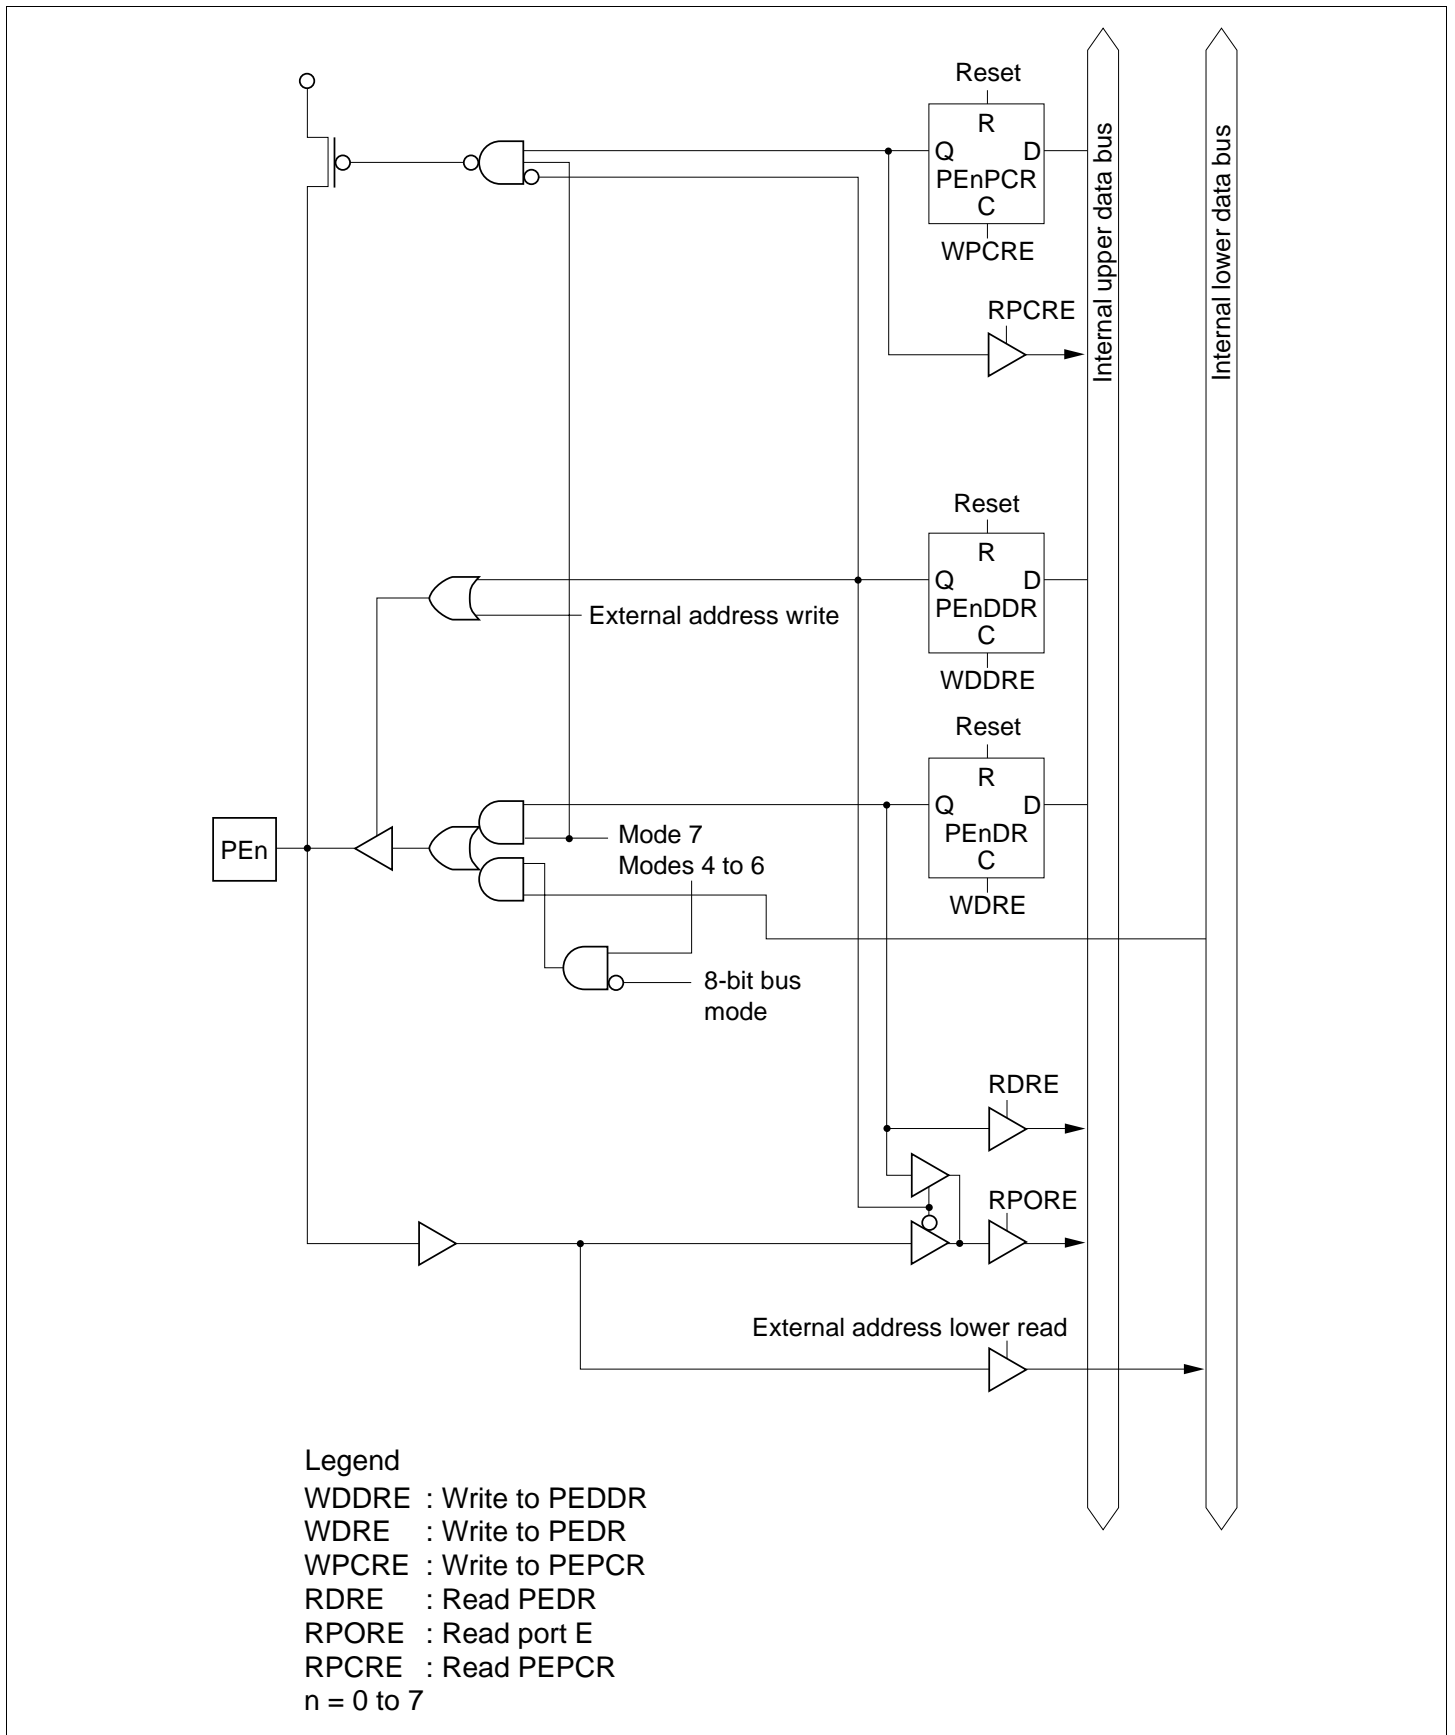 Reset
R
Q D
PEnPCR
C
WPCRE
Internal upper data bus
Internal lower data bus
RPCRE
Reset
R
Q D
PEnDDR
C
WDDRE
External address write
Reset
R
Q D
PEnDR
C
WDRE
PEn
Mode 7
Modes 4 to 6
8-bit bus
mode
RDRE
RPORE
External address lower read
Legend
WDDRE : Write to PEDDR
WDRE : Write to PEDR
WPCRE : Write to PEPCR
RDRE : Read PEDR
RPORE : Read port E
RPCRE : Read PEPCR
n = 0 to 7